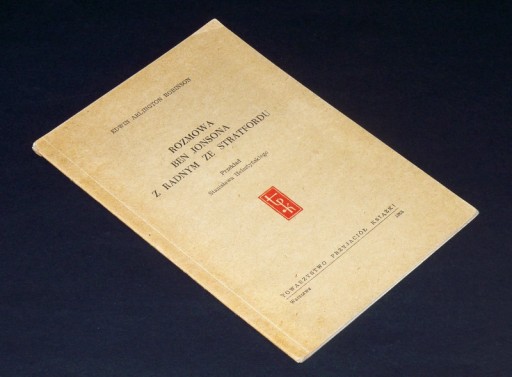 EDWIN ARLINGTON ROBINSON
ROZMOWA
BEN JONSONA
Z RADNYM ZE STRATFORDU
Przekład
Stanisława Helsztyńskiego
TOWARZYSTWO PRZYJACIÓŁ KSIĄŻKI
Warszawa